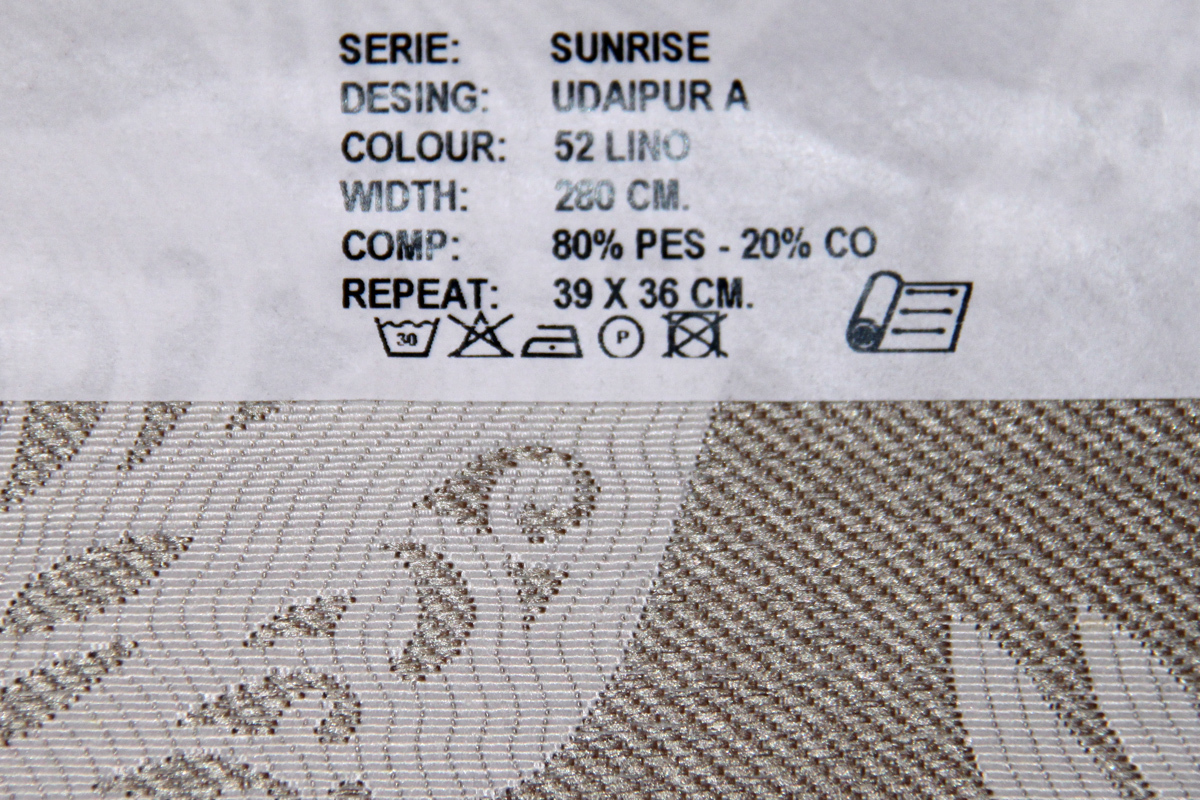 SERIE: SUNRISE
DESING: UDAIPUR A
COLOUR: 52 LINO
WIDTH: 280 CM.
COMP: 80% PES - 20% CO
REPEAT: 39 X 36 CM.
30 P